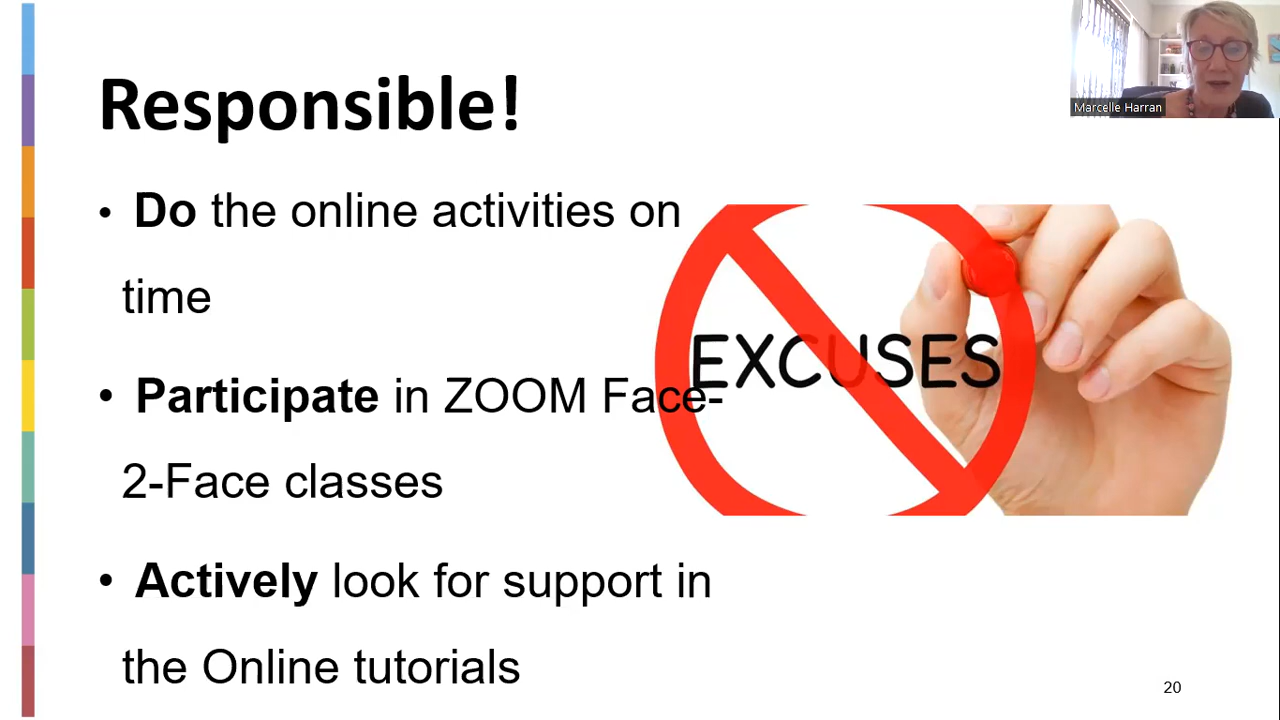 Responsible!
Marcelle Harran
• Do the online activities on
time
EXCUSES
• Participate in ZOOM Face-
2-Face classes
• Actively look for support in
the Online tutorials
20